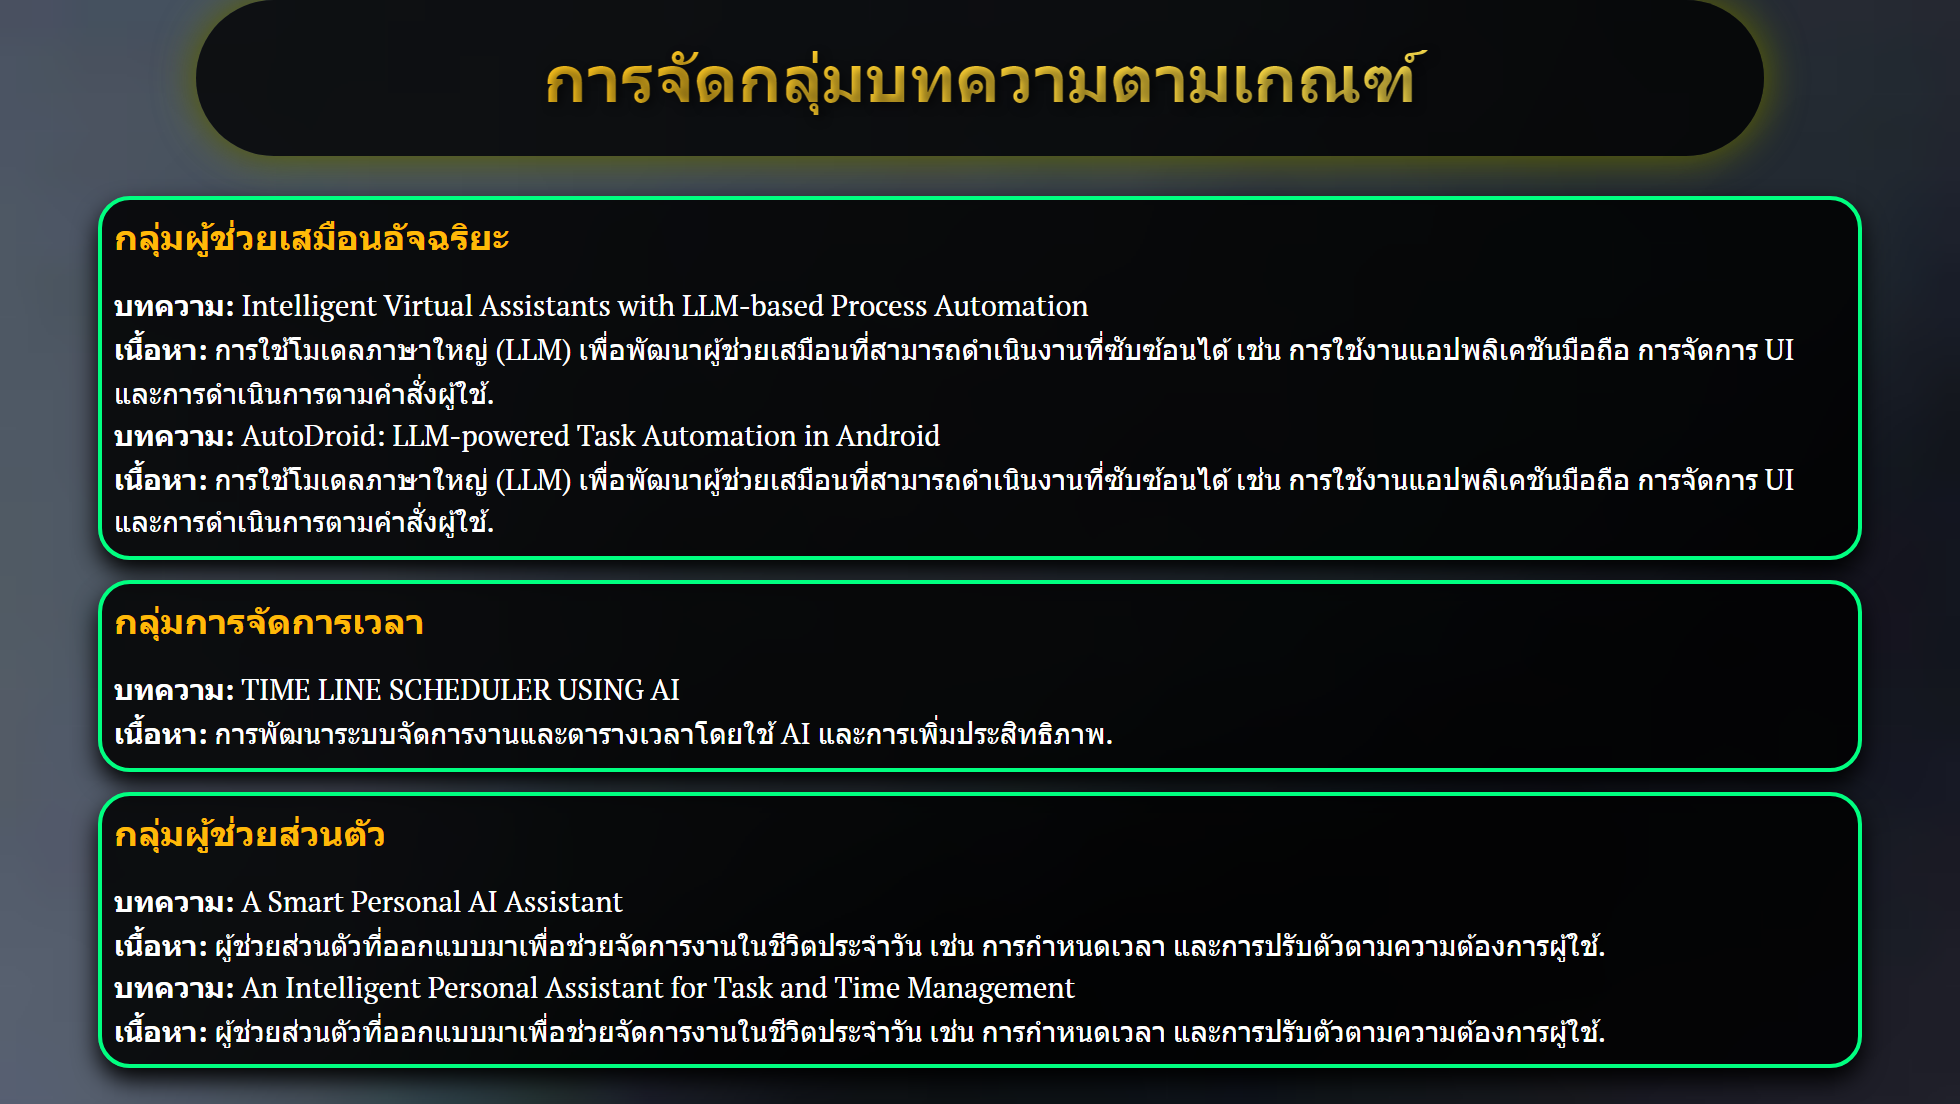 การจัดกลุ่มบทความตามเกณฑ์
กลุ่มผู้ช่วยเสมือนอัจฉริยะ
บทความ: Intelligent Virtual Assistants with LLM-based Process Automation
เนื้อหา: การใช้โมเดลภาษาใหญ่ (LLM) เพื่อพัฒนาผู้ช่วยเสมือนที่สามารถดำเนินงานที่ซับซ้อนได้ เช่น การใช้งานแอปพลิเคชันมือถือ การจัดการ UI
และการดำเนินการตามคำสั่งผู้ใช้.
บทความ: AutoDroid: LLM-powered Task Automation in Android
เนื้อหา: การใช้โมเดลภาษาใหญ่ (LLM) เพื่อพัฒนาผู้ช่วยเสมือนที่สามารถดำเนินงานที่ซับซ้อนได้ เช่น การใช้งานแอปพลิเคชันมือถือ การจัดการ UI
และการดำเนินการตามคำสั่งผู้ใช้.
กลุ่มการจัดการเวลา
บทความ: TIME LINE SCHEDULER USING AI
เนื้อหา: การพัฒนาระบบจัดการงานและตารางเวลาโดยใช้ AI และการเพิ่มประสิทธิภาพ.
กลุ่มผู้ช่วยส่วนตัว
บทความ: A Smart Personal AI Assistant
เนื้อหา: ผู้ช่วยส่วนตัวที่ออกแบบมาเพื่อช่วยจัดการงานในชีวิตประจำวัน เช่น การกำหนดเวลา และการปรับตัวตามความต้องการผู้ใช้.
บทความ: An Intelligent Personal Assistant for Task and Time Management
เนื้อหา: ผู้ช่วยส่วนตัวที่ออกแบบมาเพื่อช่วยจัดการงานในชีวิตประจำวัน เช่น การกำหนดเวลา และการปรับตัวตามความต้องการผู้ใช้.